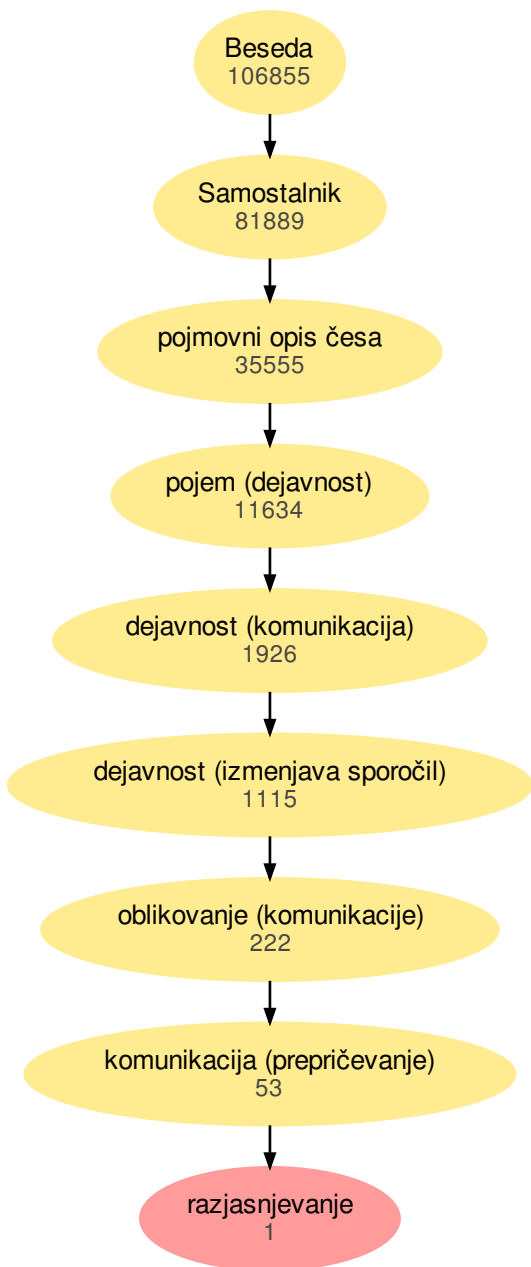 Beseda
106855
Samostalnik
81889
pojmovni opis česa
35555
pojem (dejavnost)
11634
dejavnost (komunikacija)
1926
dejavnost (izmenjava sporočil)
1115
oblikovanje (komunikacije)
222
komunikacija (prepričevanje)
53
razjasnjevanje
1